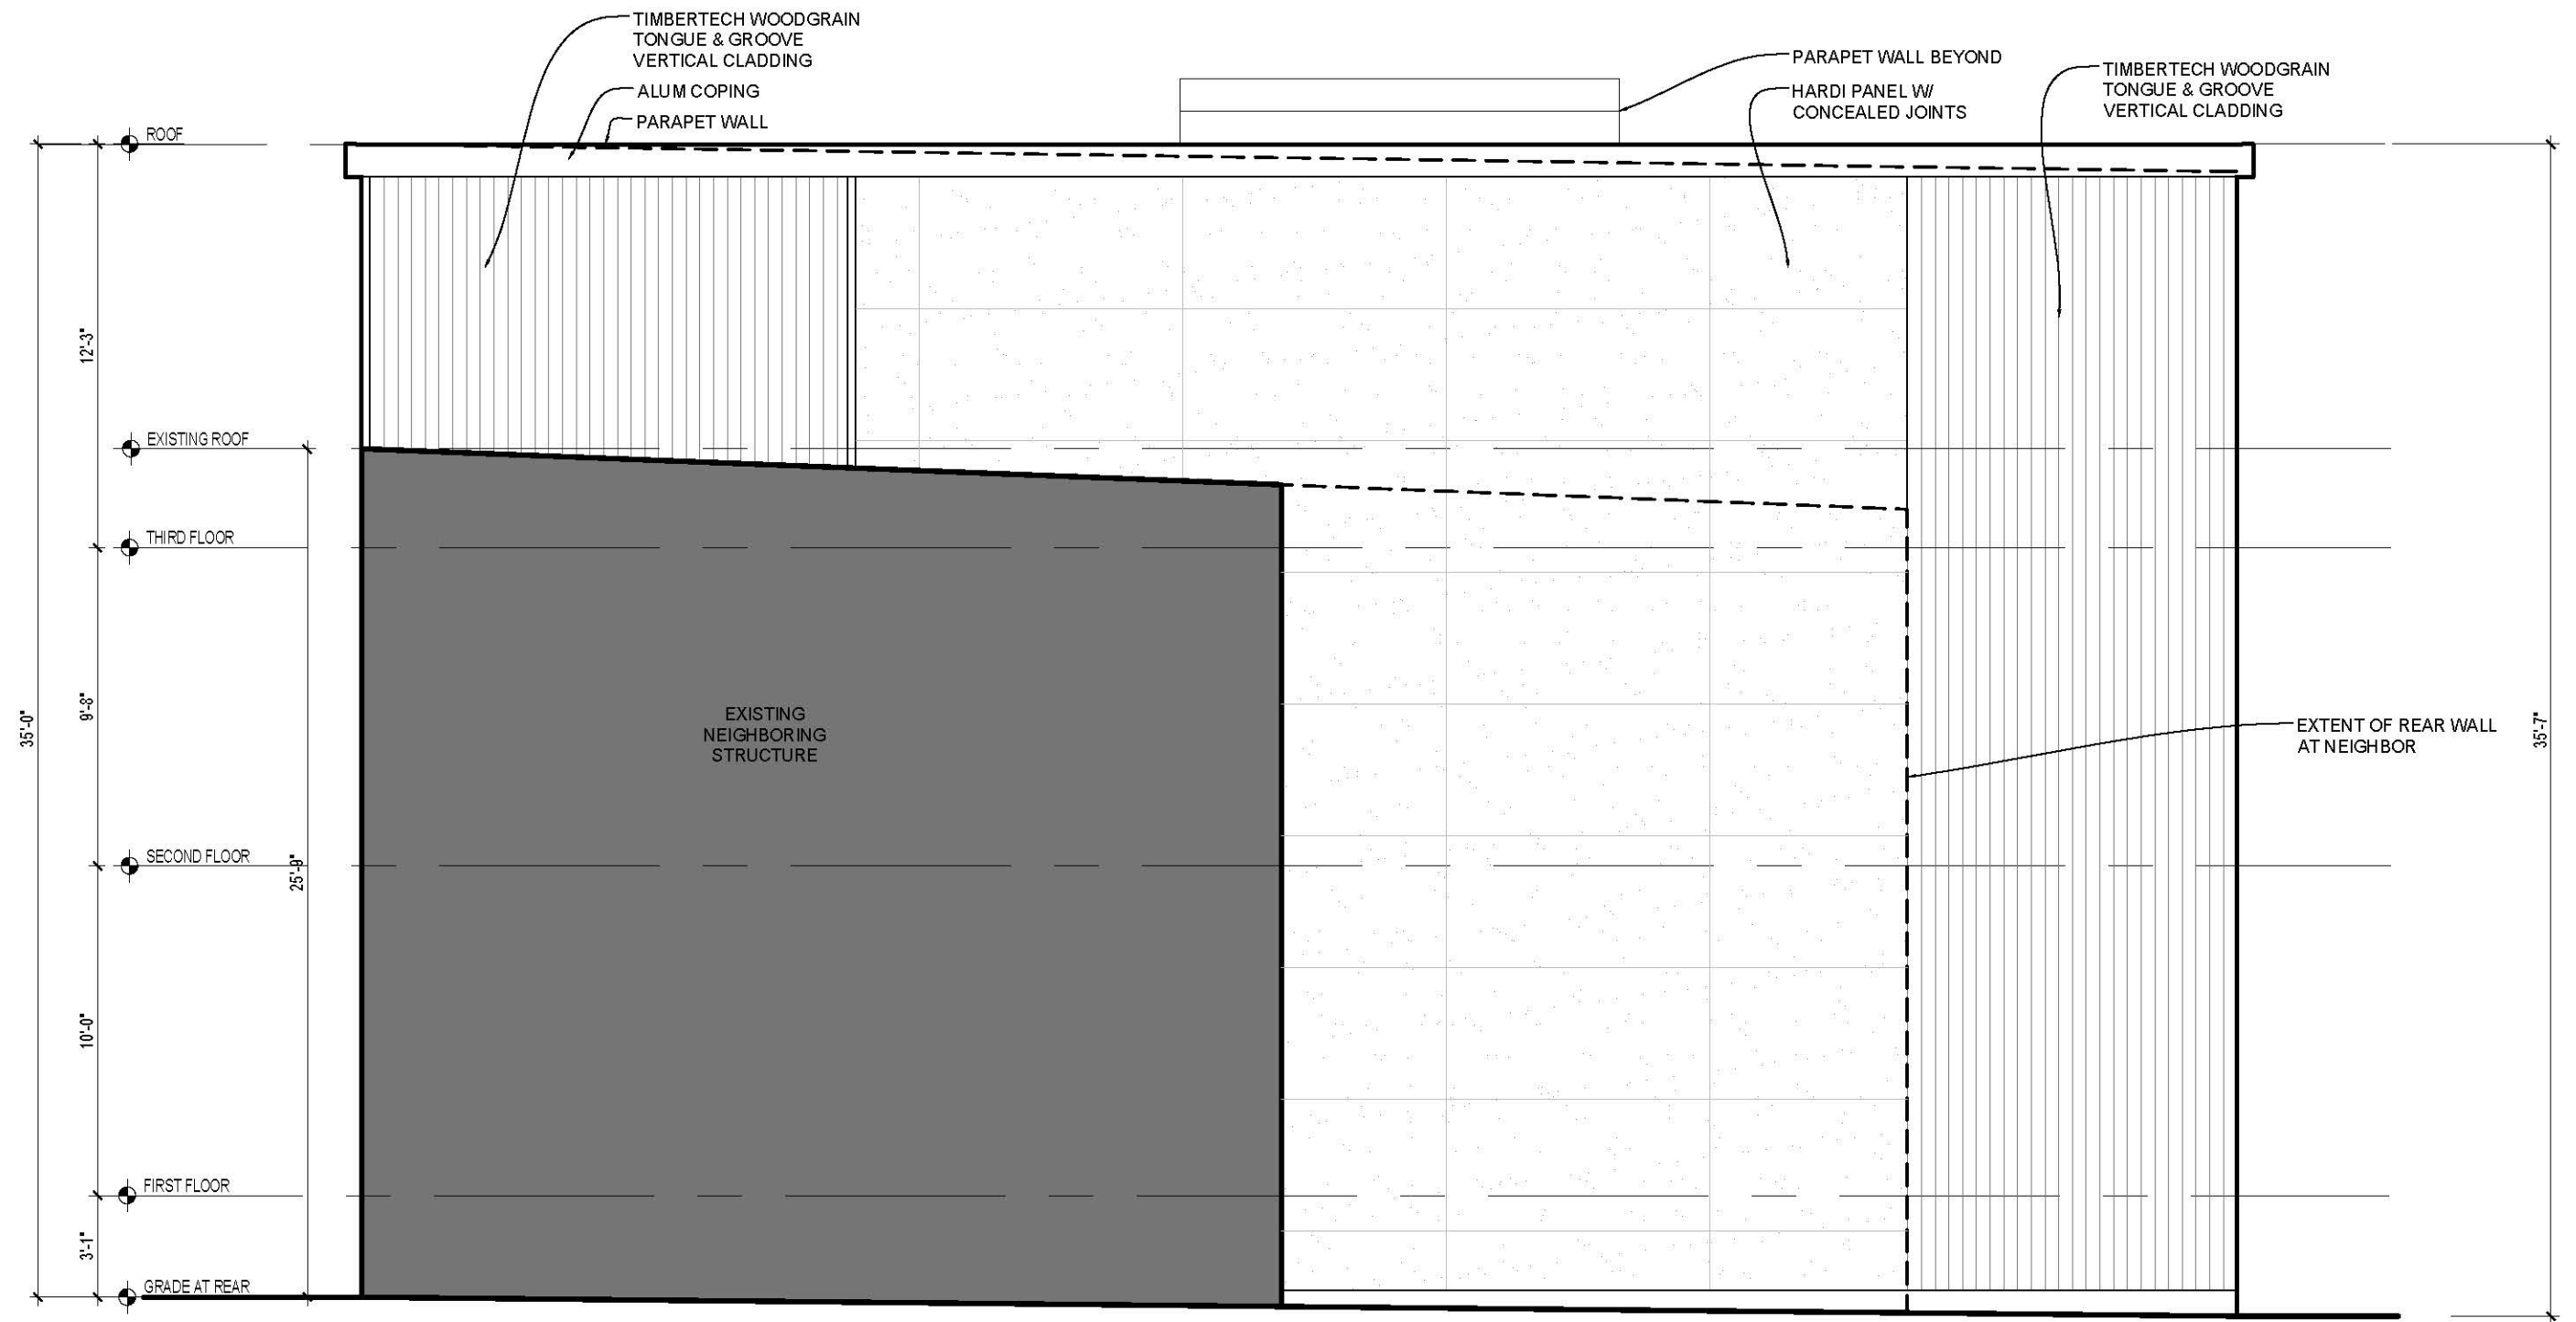 TIMBERTECH WOODGRAIN
TONGUE & GROOVE
VERTICAL CLADDING
ALUM COPING
PARAPET WALL
PARAPET WALL BEYOND
HARDI PANEL W/
CONCEALED JOINTS
TIMBERTECH WOODGRAIN
TONGUE & GROOVE
VERTICAL CLADDING
ROOF
12'-3"
EXISTING ROOF
THIRD FLOOR
9'-8"
35'-0"
EXISTING
NEIGHBORING
STRUCTURE
EXTENT OF REAR WALL
AT NEIGHBOR
35'-7"
SECOND FLOOR
25'-9"
10'-0"
FIRST FLOOR
3'-1"
GRADE AT REAR